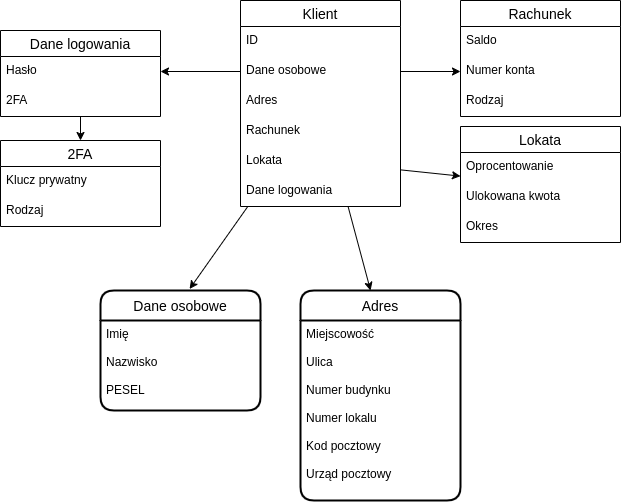 Klient
ID
Dane osobowe
Adres
Rachunek
Lokata
Dane logowania
Dane logowania
Hasło
2FA
2FA
Klucz prywatny
Rodzaj
Rachunek
Saldo
Numer konta
Rodzaj
Lokata
Oprocentowanie
Ulokowana kwota
Okres
Dane osobowe
Imię
Nazwisko
PESEL
Adres
Miejscowość
Ulica
Numer budynku
Numer lokalu
Kod pocztowy
Urząd pocztowy